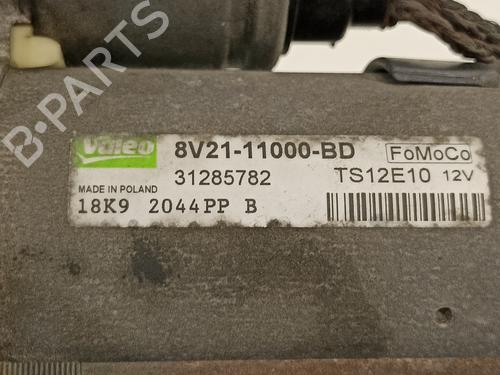 B-PARTS
Valeo 8V21-11000-BD FoMoCo
31285782 TS12E10 12V
MADE IN POLAND
18K9 2044PP B